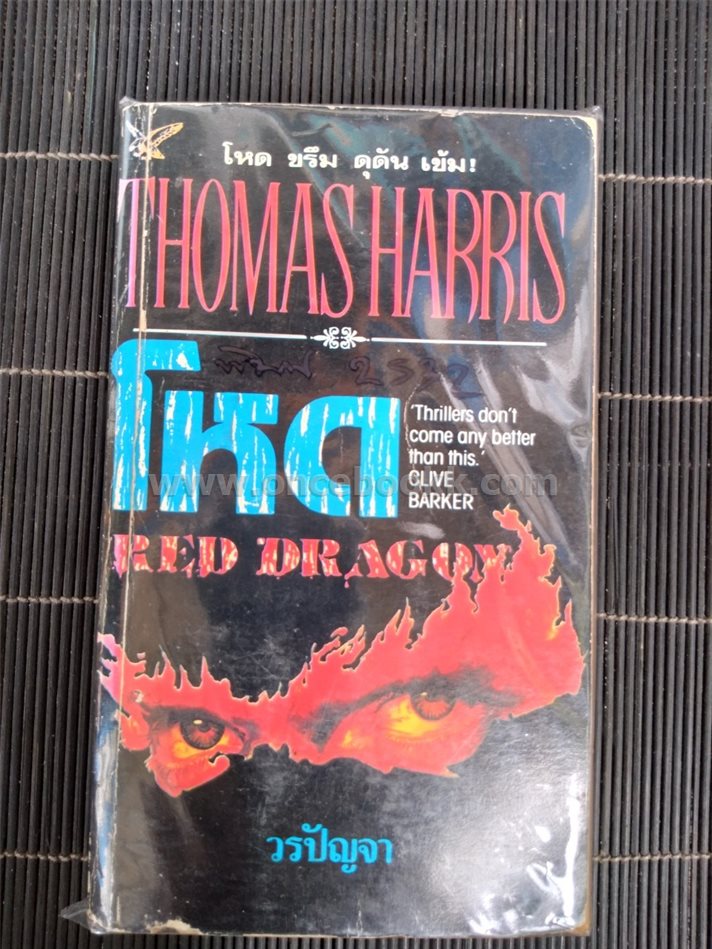 โหด ขรึม ดุดัน เข้ม!
THOMAS HARRIS
โหด
'Thrillers don't
come any better
than this.'
CLIVE
BARKER
RED DRAGON
วรปัญจา